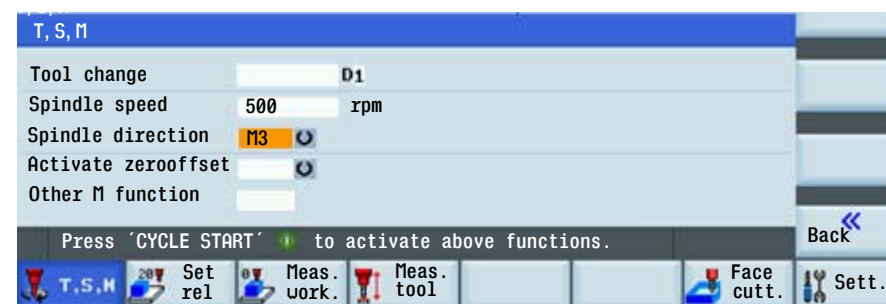 T,S,M
Tool change D1
Spindle speed 500 rpm
Spindle direction M3
Activate zerooffset
Other M function
Press ´CYCLE START´ to activate above functions.
Back
T,S,M Set rel Meas. work. Meas. tool Face cutt. Sett.